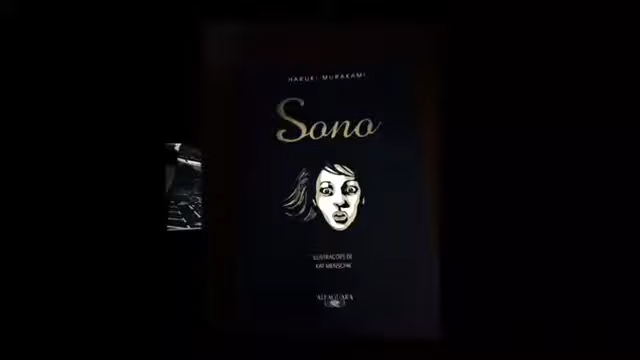 HARUKI MURAKAMI
Sono
ILUSTRAÇÕES DE
KAT MENSCHIK
ALFAGUARA